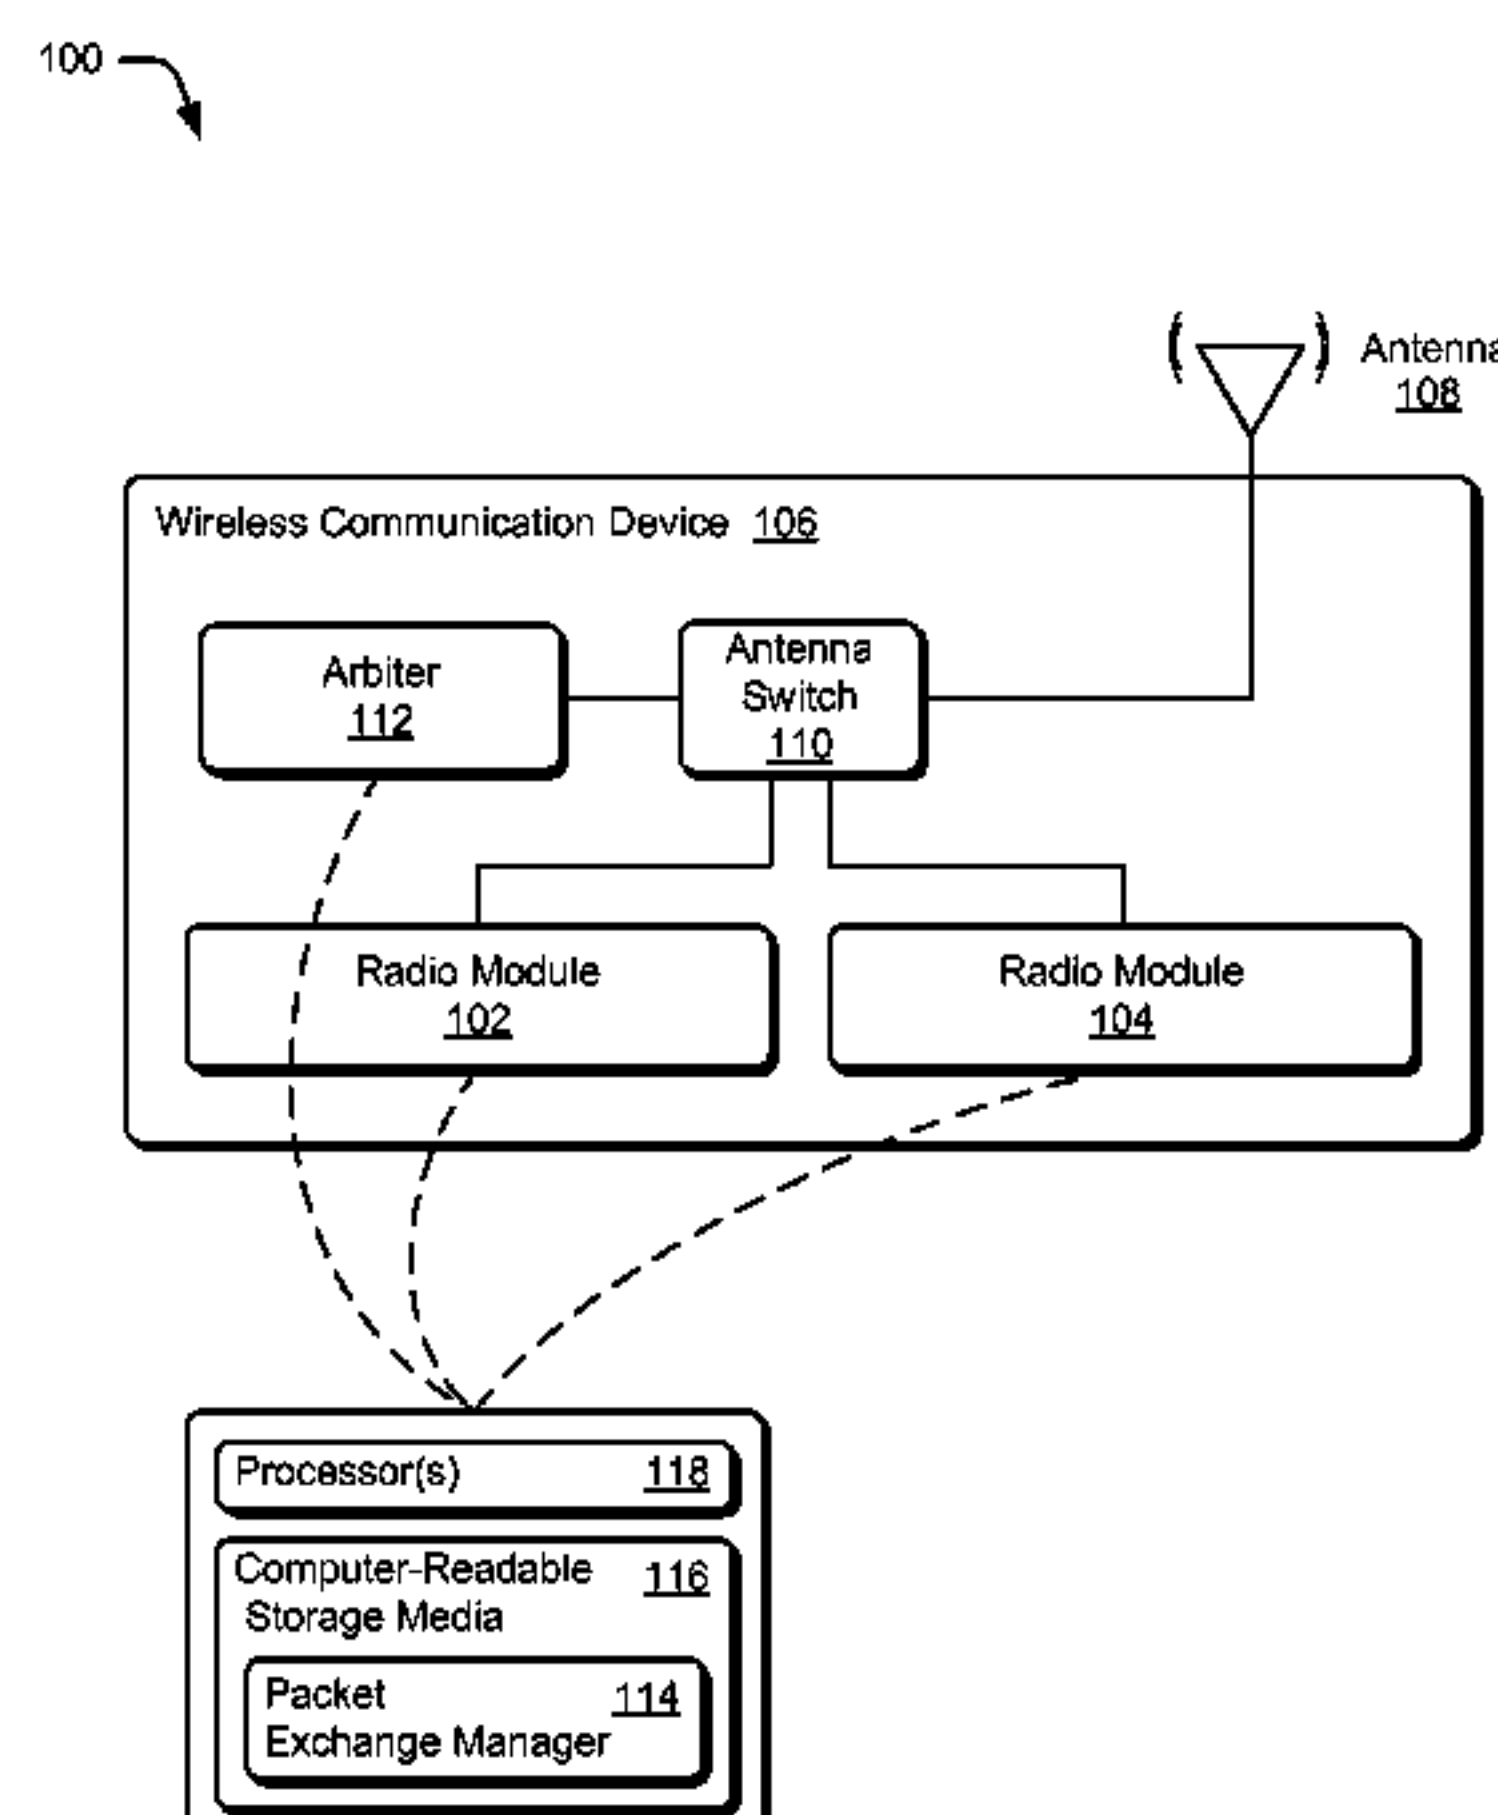 100
Antenna
108
Wireless Communication Device 106
Arbiter
112
Antenna
Switch
110
Radio Module
102
Radio Module
104
Processor(s) 118
Computer-Readable 116
Storage Media
Packet 114
Exchange Manager